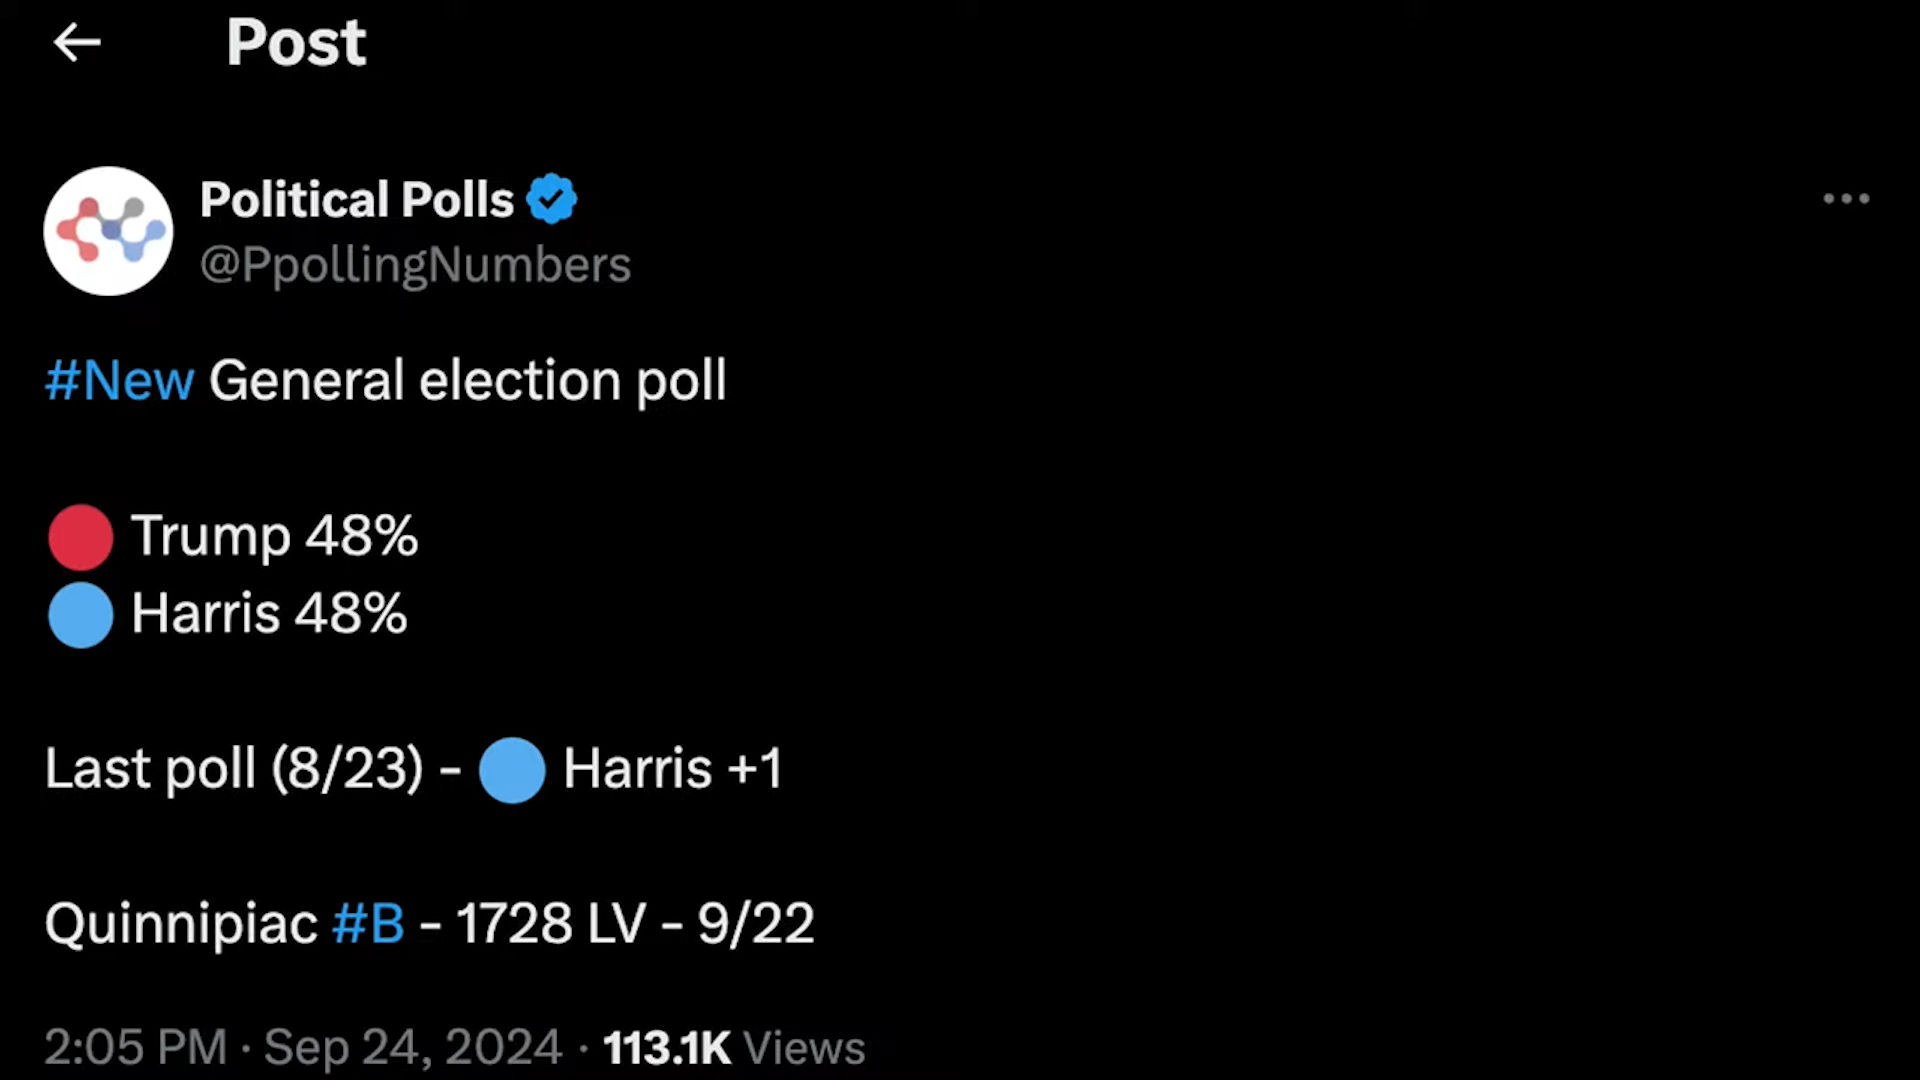 Post
Political Polls
@PpollingNumbers
#New General election poll
Trump 48%
Harris 48%
Last poll (8/23) - Harris +1
Quinnipiac #B - 1728 LV - 9/22
2:05 PM · Sep 24, 2024 · 113.1K Views